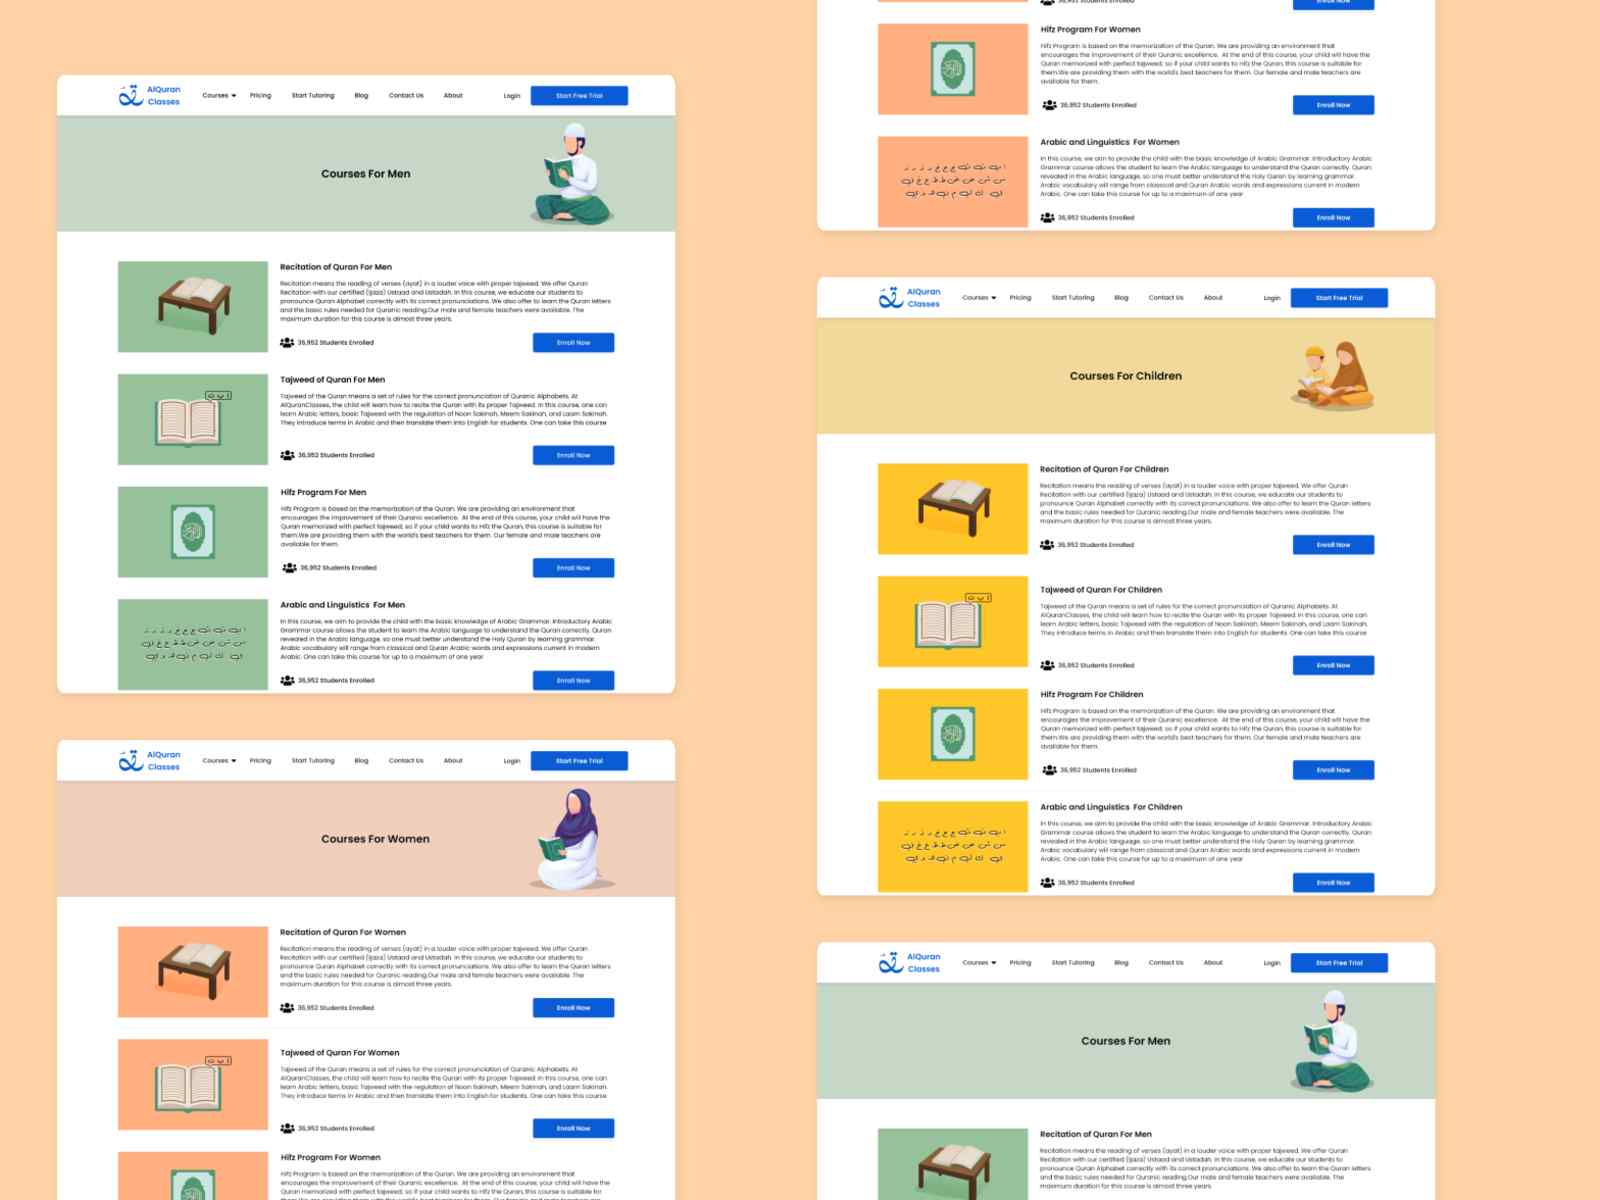 AlQuran
Classes
Courses
Pricing
Start Tutoring
Blog
Contact Us
About
Login
Start Free Trial
Courses For Men
Recitation of Quran For Men
Recitation means the reading of verses (ayat) in a louder voice with proper tajweed. We offer Quran
Recitation with our certified (Ijaza) Ustaad and Ustadah. In this course, we educate our students to
pronounce Quran Alphabet correctly with its correct pronunciations. We also offer to learn the Quran letters
and the basic rules needed for Quranic reading.Our male and female teachers were available. The
maximum duration for this course is almost three years.
36,952 Students Enrolled
Enroll Now
Tajweed of Quran For Men
Tajweed of the Quran means a set of rules for the correct pronunciation of Quranic Alphabets. At
AlQuranClasses, the child will learn how to recite the Quran with its proper Tajweed. In this course, one can
learn Arabic letters, basic Tajweed with the regulation of Noon Sakinah, Meem Sakinah, and Laam Sakinah.
They introduce terms in Arabic and then translate them into English for students. One can take this course
36,952 Students Enrolled
Enroll Now
Hifz Program For Men
Hifz Program is based on the memorization of the Quran. We are providing an environment that
encourages the improvement of their Quranic excellence. At the end of this course, your child will have the
Quran memorized with perfect tajweed; so if your child wants to Hifz the Quran, this course is suitable for
them.We are providing them with the world's best teachers for them. Our female and male teachers are
available for them.
36,952 Students Enrolled
Enroll Now
Arabic and Linguistics For Men
In this course, we aim to provide the child with the basic knowledge of Arabic Grammar. Introductory Arabic
Grammar course allows the student to learn the Arabic language to understand the Quran correctly. Quran
revealed in the Arabic language, so one must better understand the Holy Quran by learning grammar.
Arabic vocabulary will range from classical and Quran Arabic words and expressions current in modern
Arabic. One can take this course for up to a maximum of one year
36,952 Students Enrolled
Enroll Now
AlQuran
Classes
Courses
Pricing
Start Tutoring
Blog
Contact Us
About
Login
Start Free Trial
Courses For Women
Recitation of Quran For Women
Recitation means the reading of verses (ayat) in a louder voice with proper tajweed. We offer Quran
Recitation with our certified (Ijaza) Ustaad and Ustadah. In this course, we educate our students to
pronounce Quran Alphabet correctly with its correct pronunciations. We also offer to learn the Quran letters
and the basic rules needed for Quranic reading.Our male and female teachers were available. The
maximum duration for this course is almost three years.
36,952 Students Enrolled
Enroll Now
Tajweed of Quran For Women
Tajweed of the Quran means a set of rules for the correct pronunciation of Quranic Alphabets. At
AlQuranClasses, the child will learn how to recite the Quran with its proper Tajweed. In this course, one can
learn Arabic letters, basic Tajweed with the regulation of Noon Sakinah, Meem Sakinah, and Laam Sakinah.
They introduce terms in Arabic and then translate them into English for students. One can take this course
36,952 Students Enrolled
Enroll Now
Hifz Program For Women
Hifz Program is based on the memorization of the Quran. We are providing an environment that
encourages the improvement of their Quranic excellence. At the end of this course, your child will have the
Quran memorized with perfect tajweed; so if your child wants to Hifz the Quran, this course is suitable for
36,952 Students Enrolled
Enroll Now
Hifz Program For Women
Hifz Program is based on the memorization of the Quran. We are providing an environment that
encourages the improvement of their Quranic excellence. At the end of this course, your child will have the
Quran memorized with perfect tajweed; so if your child wants to Hifz the Quran, this course is suitable for
them.We are providing them with the world's best teachers for them. Our female and male teachers are
available for them.
36,952 Students Enrolled
Enroll Now
Arabic and Linguistics For Women
In this course, we aim to provide the child with the basic knowledge of Arabic Grammar. Introductory Arabic
Grammar course allows the student to learn the Arabic language to understand the Quran correctly. Quran
revealed in the Arabic language, so one must better understand the Holy Quran by learning grammar.
Arabic vocabulary will range from classical and Quran Arabic words and expressions current in modern
Arabic. One can take this course for up to a maximum of one year
36,952 Students Enrolled
Enroll Now
AlQuran
Classes
Courses
Pricing
Start Tutoring
Blog
Contact Us
About
Login
Start Free Trial
Courses For Children
Recitation of Quran For Children
Recitation means the reading of verses (ayat) in a louder voice with proper tajweed. We offer Quran
Recitation with our certified (Ijaza) Ustaad and Ustadah. In this course, we educate our students to
pronounce Quran Alphabet correctly with its correct pronunciations. We also offer to learn the Quran letters
and the basic rules needed for Quranic reading.Our male and female teachers were available. The
maximum duration for this course is almost three years.
36,952 Students Enrolled
Enroll Now
Tajweed of Quran For Children
Tajweed of the Quran means a set of rules for the correct pronunciation of Quranic Alphabets. At
AlQuranClasses, the child will learn how to recite the Quran with its proper Tajweed. In this course, one can
learn Arabic letters, basic Tajweed with the regulation of Noon Sakinah, Meem Sakinah, and Laam Sakinah.
They introduce terms in Arabic and then translate them into English for students. One can take this course
36,952 Students Enrolled
Enroll Now
Hifz Program For Children
Hifz Program is based on the memorization of the Quran. We are providing an environment that
encourages the improvement of their Quranic excellence. At the end of this course, your child will have the
Quran memorized with perfect tajweed; so if your child wants to Hifz the Quran, this course is suitable for
them.We are providing them with the world's best teachers for them. Our female and male teachers are
available for them.
36,952 Students Enrolled
Enroll Now
Arabic and Linguistics For Children
In this course, we aim to provide the child with the basic knowledge of Arabic Grammar. Introductory Arabic
Grammar course allows the student to learn the Arabic language to understand the Quran correctly. Quran
revealed in the Arabic language, so one must better understand the Holy Quran by learning grammar.
Arabic vocabulary will range from classical and Quran Arabic words and expressions current in modern
Arabic. One can take this course for up to a maximum of one year
36,952 Students Enrolled
Enroll Now
AlQuran
Classes
Courses
Pricing
Start Tutoring
Blog
Contact Us
About
Login
Start Free Trial
Courses For Men
Recitation of Quran For Men
Recitation means the reading of verses (ayat) in a louder voice with proper tajweed. We offer Quran
Recitation with our certified (Ijaza) Ustaad and Ustadah. In this course, we educate our students to
pronounce Quran Alphabet correctly with its correct pronunciations. We also offer to learn the Quran letters
and the basic rules needed for Quranic reading.Our male and female teachers were available. The